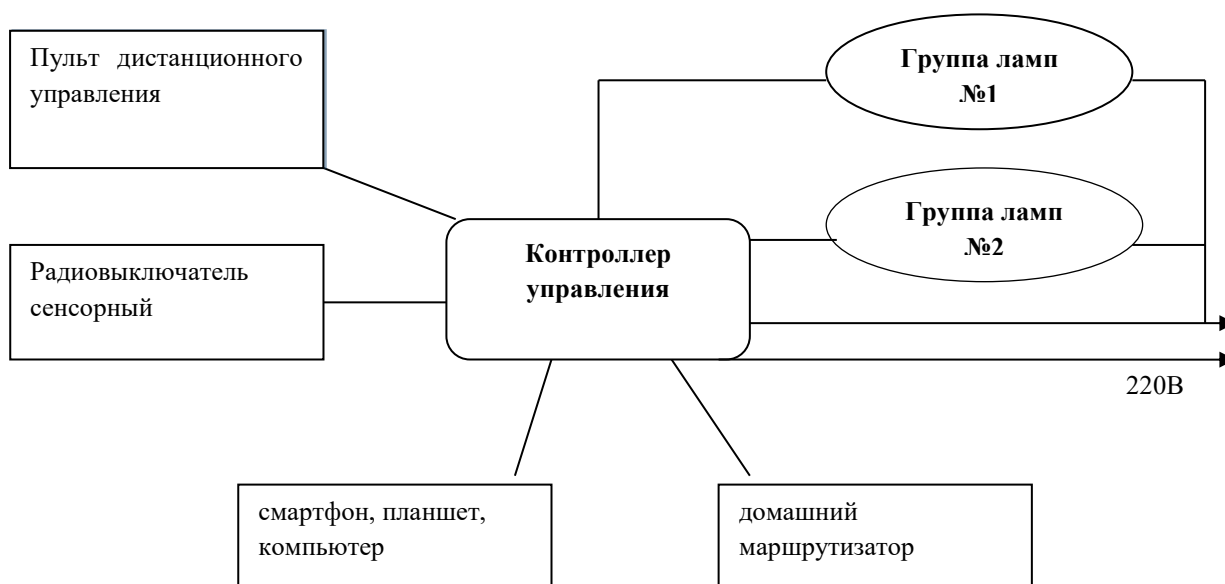 Пульт дистанционного
управления
Группа ламп
№1
Группа ламп
№2
Контроллер
управления
Радиовыключатель
сенсорный
220В
смартфон, планшет,
компьютер
домашний
маршрутизатор